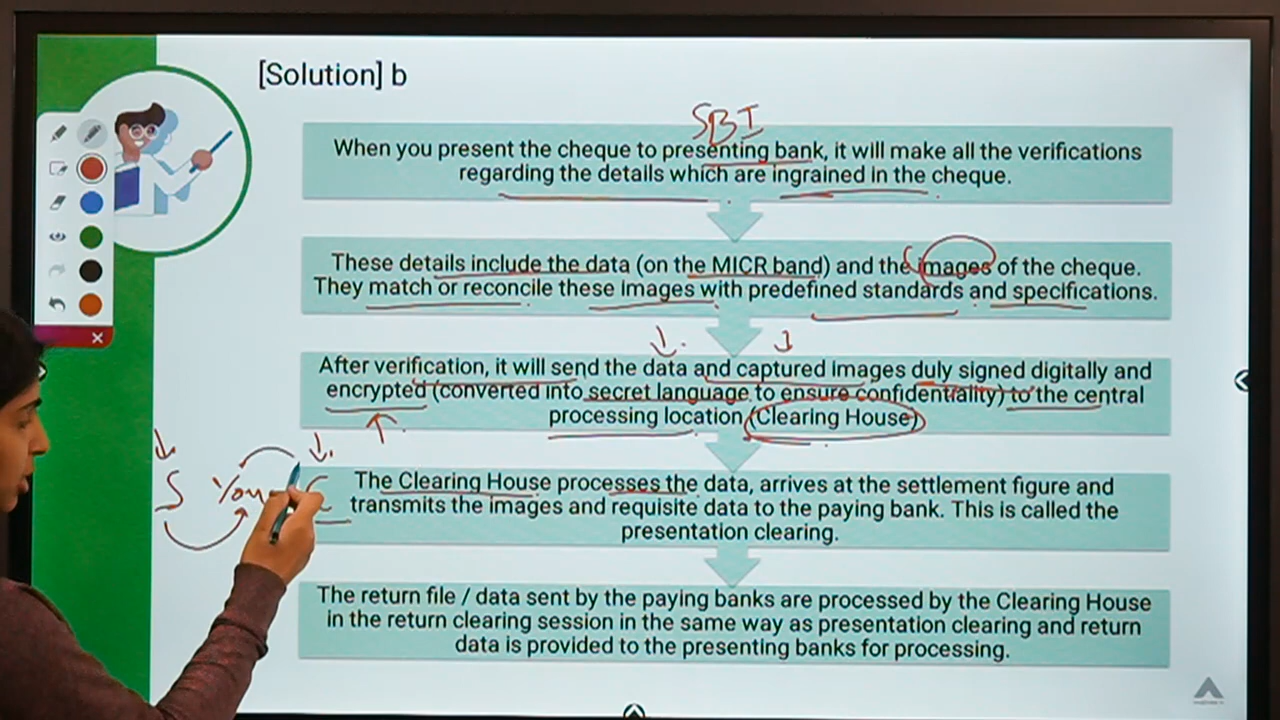 [Solution] b
SBI
When you present the cheque to presenting bank, it will make all the verifications
regarding the details which are ingrained in the cheque.
These details include the data (on the MICR band) and the images of the cheque.
They match or reconcile these images with predefined standards and specifications.
After verification, it will send the data and captured images duly signed digitally and
encrypted (converted into secret language to ensure confidentiality) to the central
processing location (Clearing House)
S You C
The Clearing House processes the data, arrives at the settlement figure and
transmits the images and requisite data to the paying bank. This is called the
presentation clearing.
The return file / data sent by the paying banks are processed by the Clearing House
in the return clearing session in the same way as presentation clearing and return
data is provided to the presenting banks for processing.